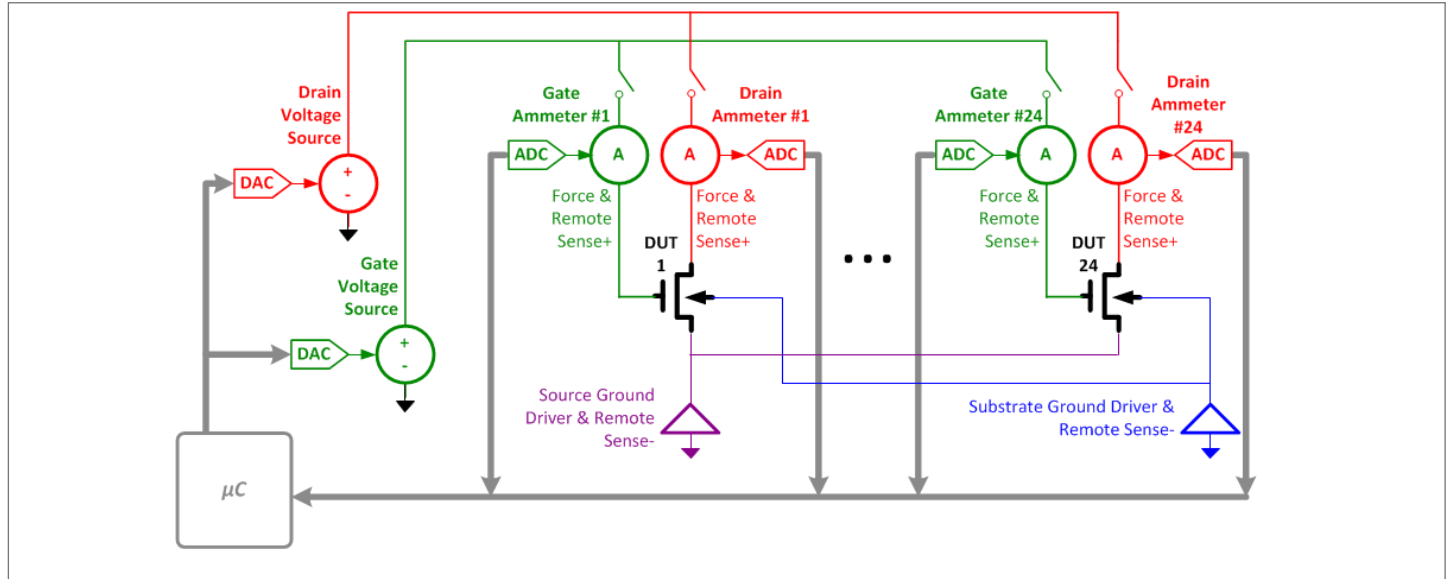 Drain
Voltage
Source
DAC
+
-
Gate
Voltage
Source
DAC
+
-
µC
Gate
Ammeter #1
ADC
A
Force &
Remote
Sense+
Drain
Ammeter #1
A
ADC
Force &
Remote
Sense+
DUT
1
Source Ground
Driver & Remote
Sense-
Gate
Ammeter #24
ADC
A
Force &
Remote
Sense+
Drain
Ammeter
#24
A
ADC
Force &
Remote
Sense+
DUT
24
Substrate Ground Driver &
Remote Sense-